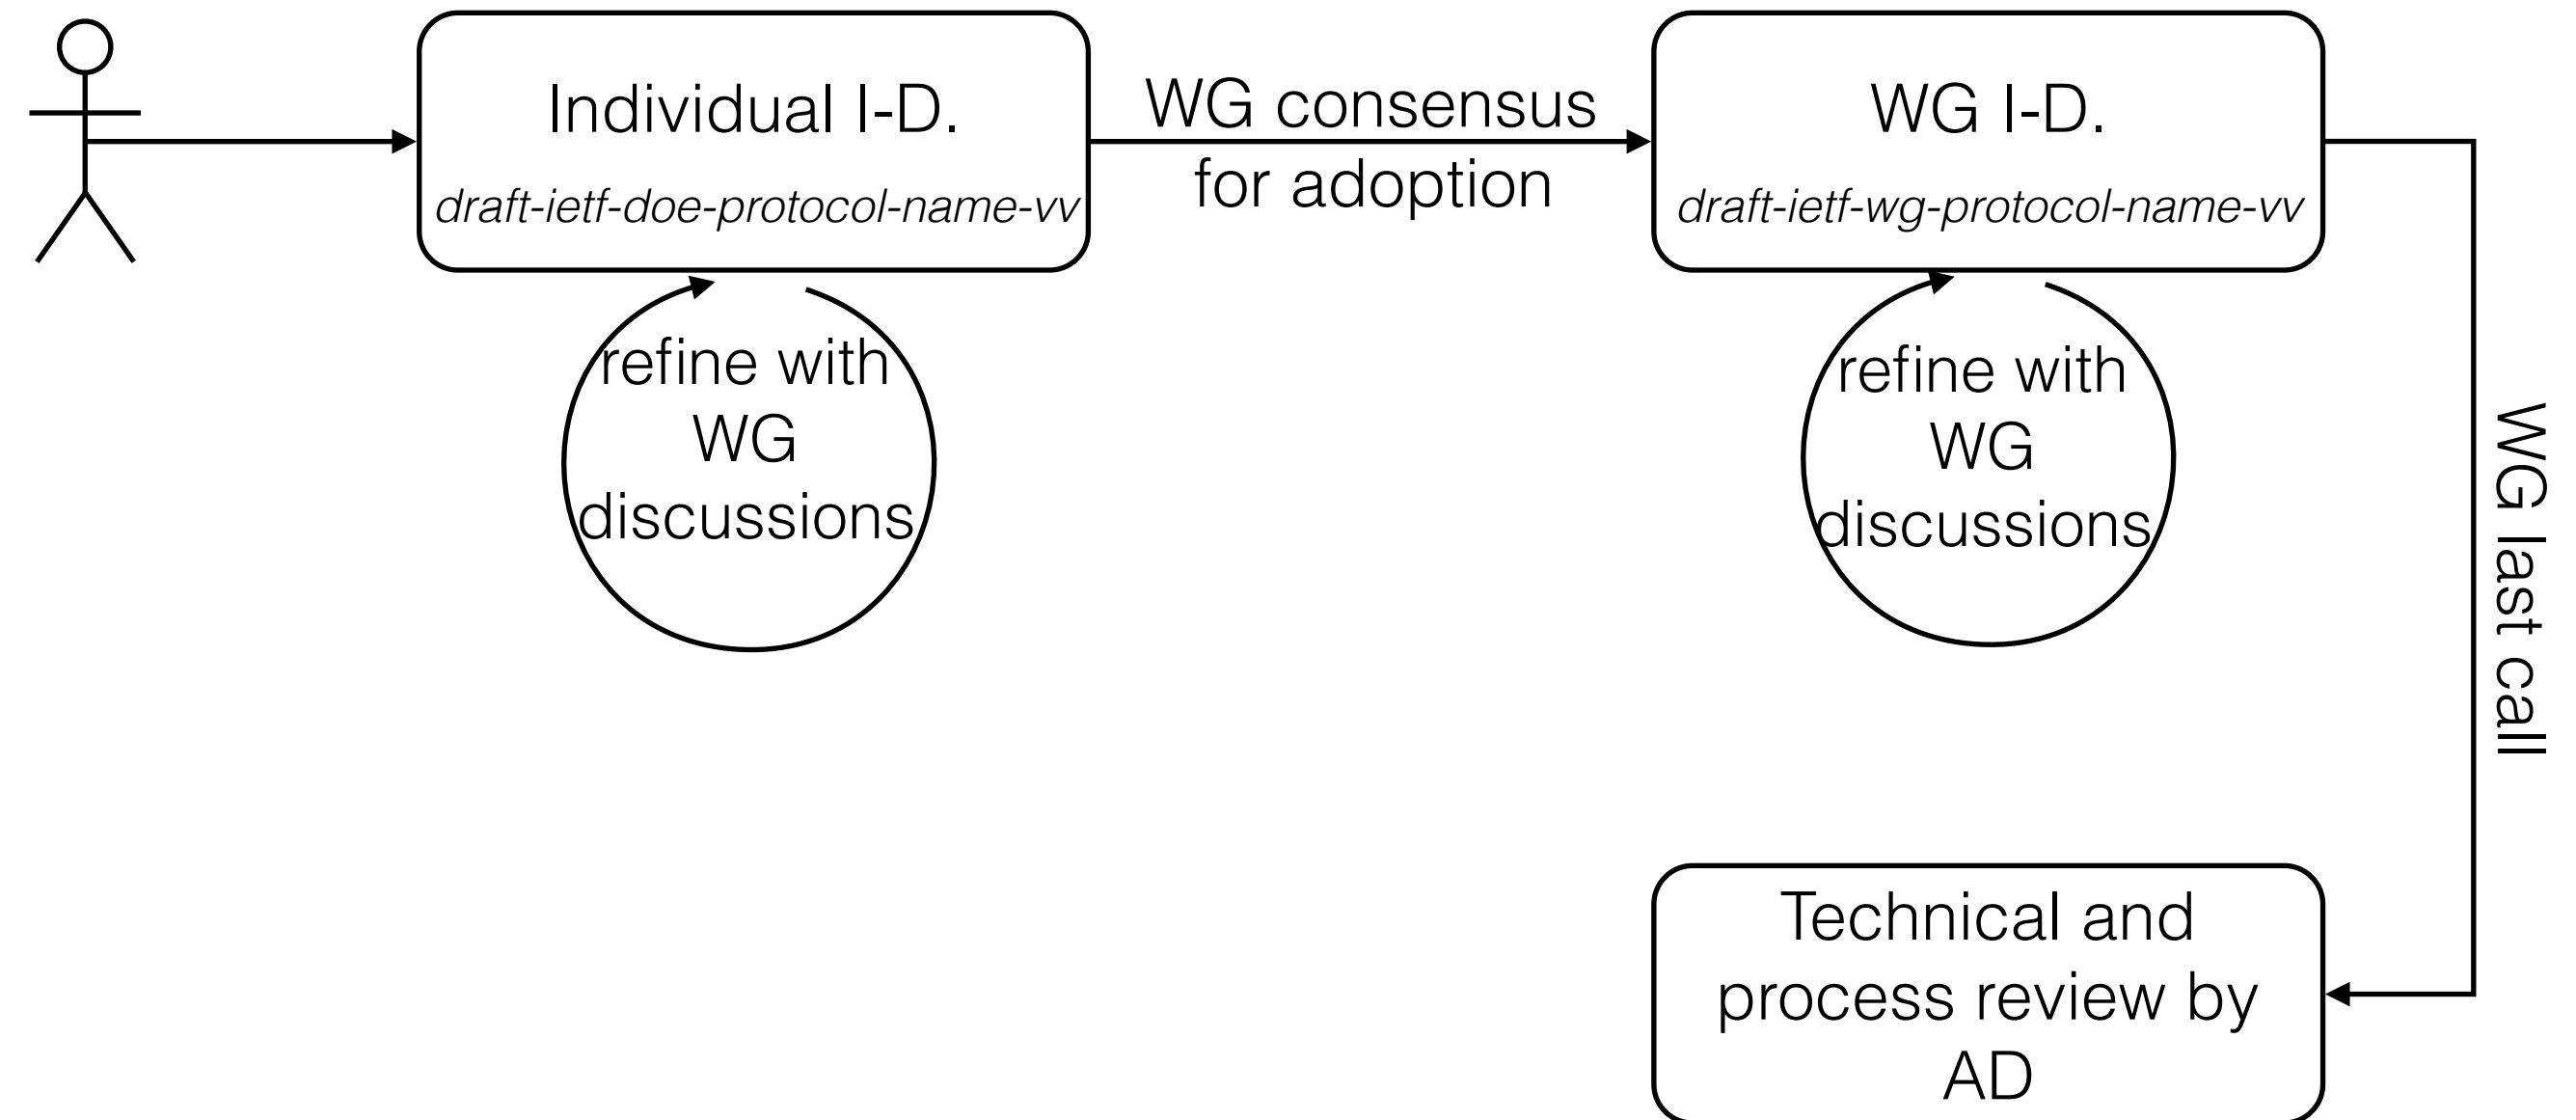 Individual I-D.
draft-ietf-doe-protocol-name-vv
WG consensus
for adoption
WG I-D.
draft-ietf-wg-protocol-name-vv
refine with
WG
discussions
refine with
WG
discussions
WG last call
Technical and
process review by
AD